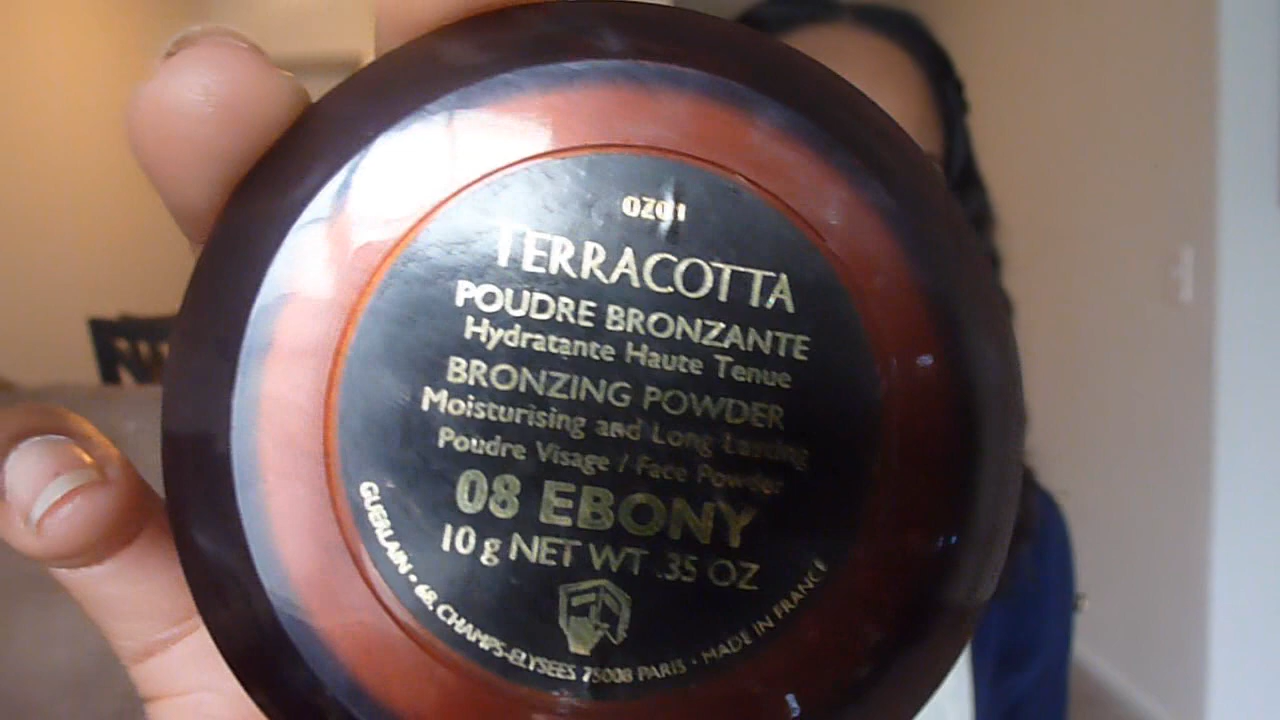 OZ01
TERRACOTTA
POUDRE BRONZANTE
Hydratante Haute Tenue
BRONZING POWDER
Moisturising and Long Lasting
Poudre Visage / Face Powder
08 EBONY
10 g NET WT .35 OZ
GUERLAIN • 68, CHAMPS-ELYSEES 75008 PARIS • MADE IN FRANCE